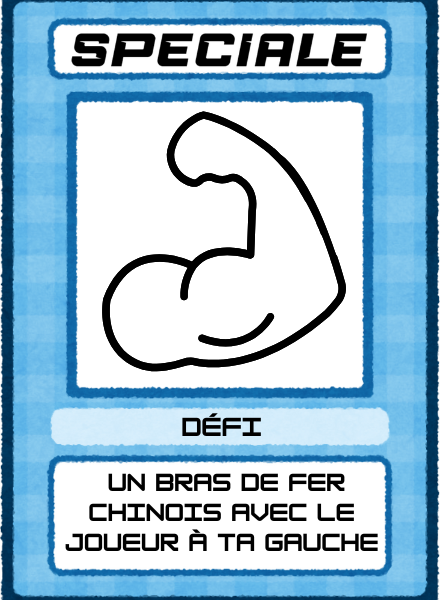 SPECIALE
DÉFI
UN BRAS DE FER
CHINOIS AVEC LE
JOUEUR À TA GAUCHE